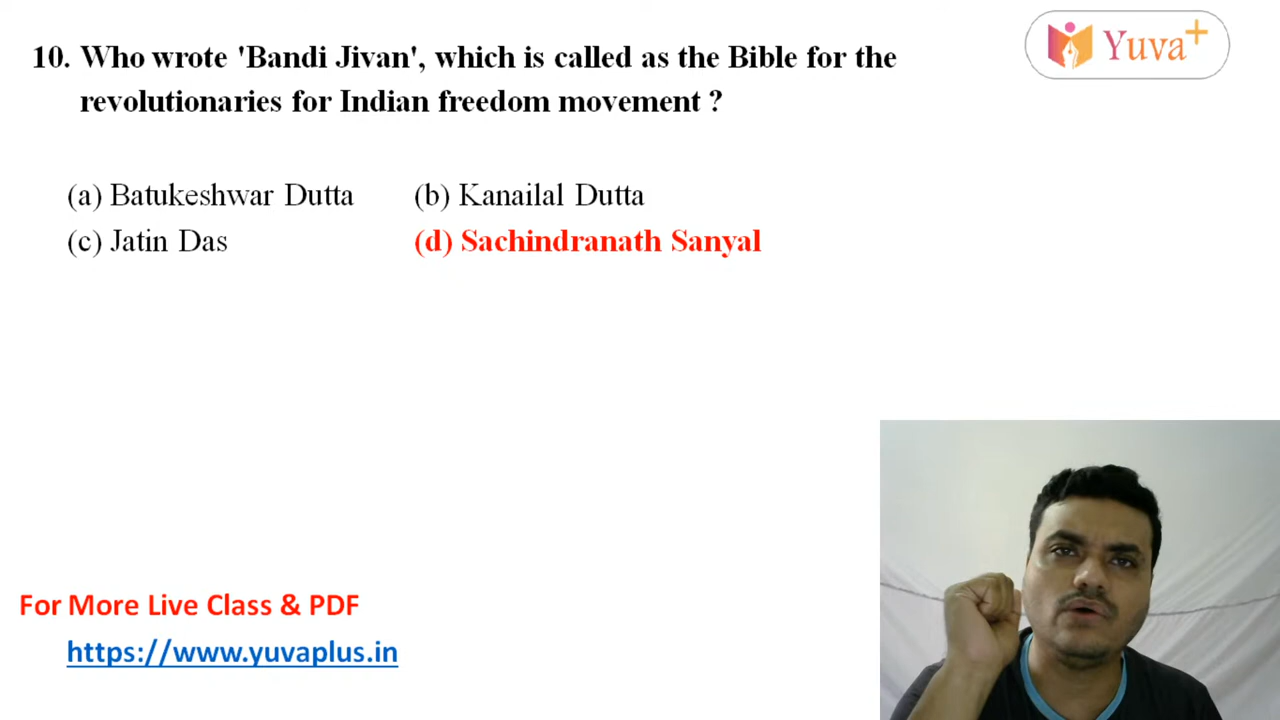 10. Who wrote 'Bandi Jivan', which is called as the Bible for the
revolutionaries for Indian freedom movement ?
Yuva+
(a) Batukeshwar Dutta (b) Kanailal Dutta
(c) Jatin Das (d) Sachindranath Sanyal
For More Live Class & PDF
https://www.yuvaplus.in